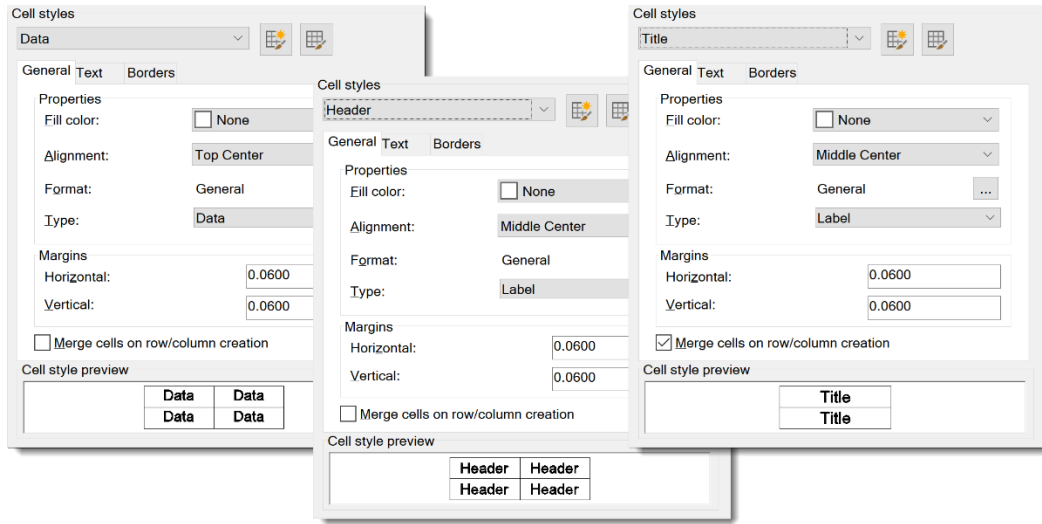 Cell styles
Data
General Text Borders
Properties
Fill color: None
Alignment: Top Center
Format: General
Type: Data
Margins
Horizontal: 0.0600
Vertical: 0.0600
Merge cells on row/column creation
Cell style preview
Data Data
Data Data
Cell styles
Header
General Text Borders
Properties
Fill color: None
Alignment: Middle Center
Format: General
Type: Label
Margins
Horizontal: 0.0600
Vertical: 0.0600
Merge cells on row/column creation
Cell style preview
Header Header
Header Header
Cell styles
Title
General Text Borders
Properties
Fill color: None
Alignment: Middle Center
Format: General ...
Type: Label
Margins
Horizontal: 0.0600
Vertical: 0.0600
Merge cells on row/column creation
Cell style preview
Title
Title